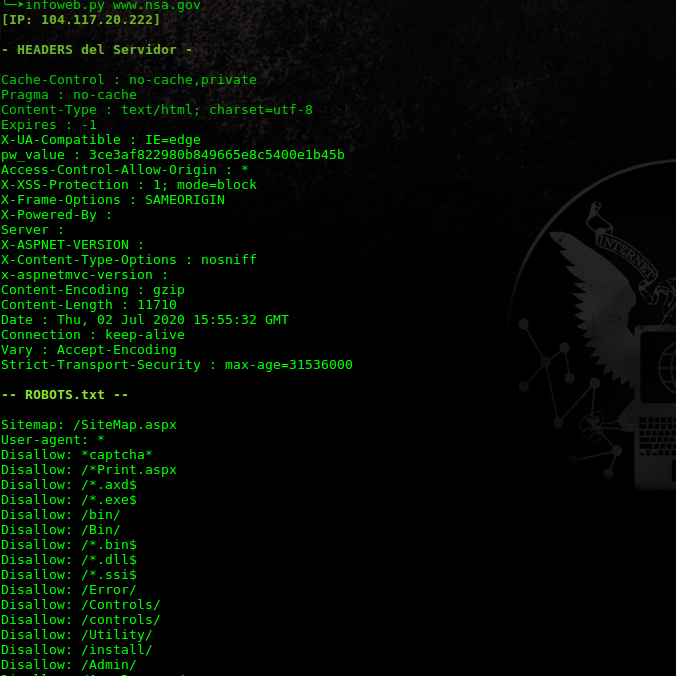 infoweb.py www.nsa.gov
[IP: 104.117.20.222]
- HEADERS del Servidor -
Cache-Control : no-cache,private
Pragma : no-cache
Content-Type : text/html; charset=utf-8
Expires : -1
X-UA-Compatible : IE=edge
pw_value : 3ce3af822980b849665e8c5400e1b45b
Access-Control-Allow-Origin : *
X-XSS-Protection : 1; mode=block
X-Frame-Options : SAMEORIGIN
X-Powered-By :
Server :
X-ASPNET-VERSION :
X-Content-Type-Options : nosniff
x-aspnetmvc-version :
Content-Encoding : gzip
Content-Length : 11710
Date : Thu, 02 Jul 2020 15:55:32 GMT
Connection : keep-alive
Vary : Accept-Encoding
Strict-Transport-Security : max-age=31536000
-- ROBOTS.txt --
Sitemap: /SiteMap.aspx
User-agent: *
Disallow: *captcha*
Disallow: /*Print.aspx
Disallow: /*.axd$
Disallow: /*.exe$
Disallow: /bin/
Disallow: /Bin/
Disallow: /*.bin$
Disallow: /*.dll$
Disallow: /*.ssi$
Disallow: /Error/
Disallow: /Controls/
Disallow: /controls/
Disallow: /Utility/
Disallow: /install/
Disallow: /Admin/
INTERNET